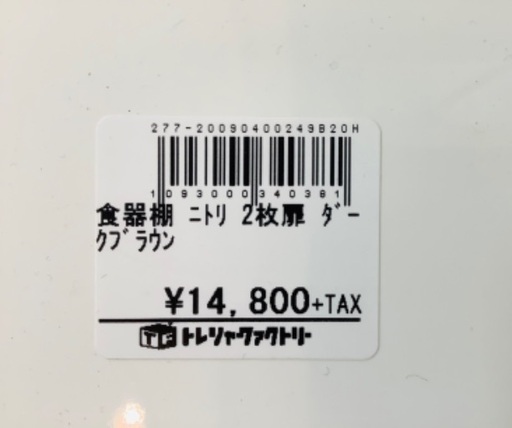 277-20090400249B20H
1093000340381
食器棚 ﾆﾄﾘ 2枚扉 ﾀﾞｰ
ｸﾌﾞﾗｳﾝ
¥14,800+TAX
TF トレジャーファクトリー